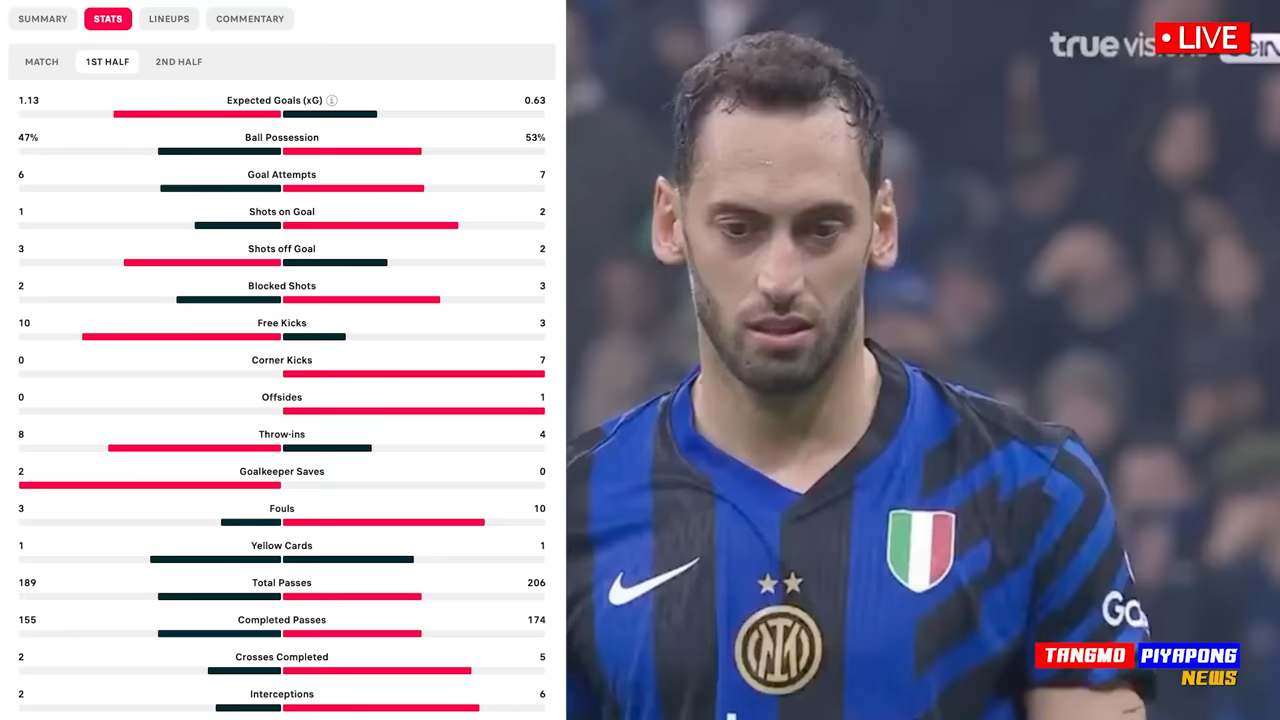 SUMMARY STATS LINEUPS COMMENTARY
MATCH 1ST HALF 2ND HALF
1.13 Expected Goals (xG) 0.63
47% Ball Possession 53%
6 Goal Attempts 7
1 Shots on Goal 2
3 Shots off Goal 2
2 Blocked Shots 3
10 Free Kicks 3
0 Corner Kicks 7
0 Offsides 1
8 Throw-ins 4
2 Goalkeeper Saves 0
3 Fouls 10
1 Yellow Cards 1
189 Total Passes 206
155 Completed Passes 174
2 Crosses Completed 5
2 Interceptions 6
true
• LIVE
TANGMO PIYAPONG
NEWS